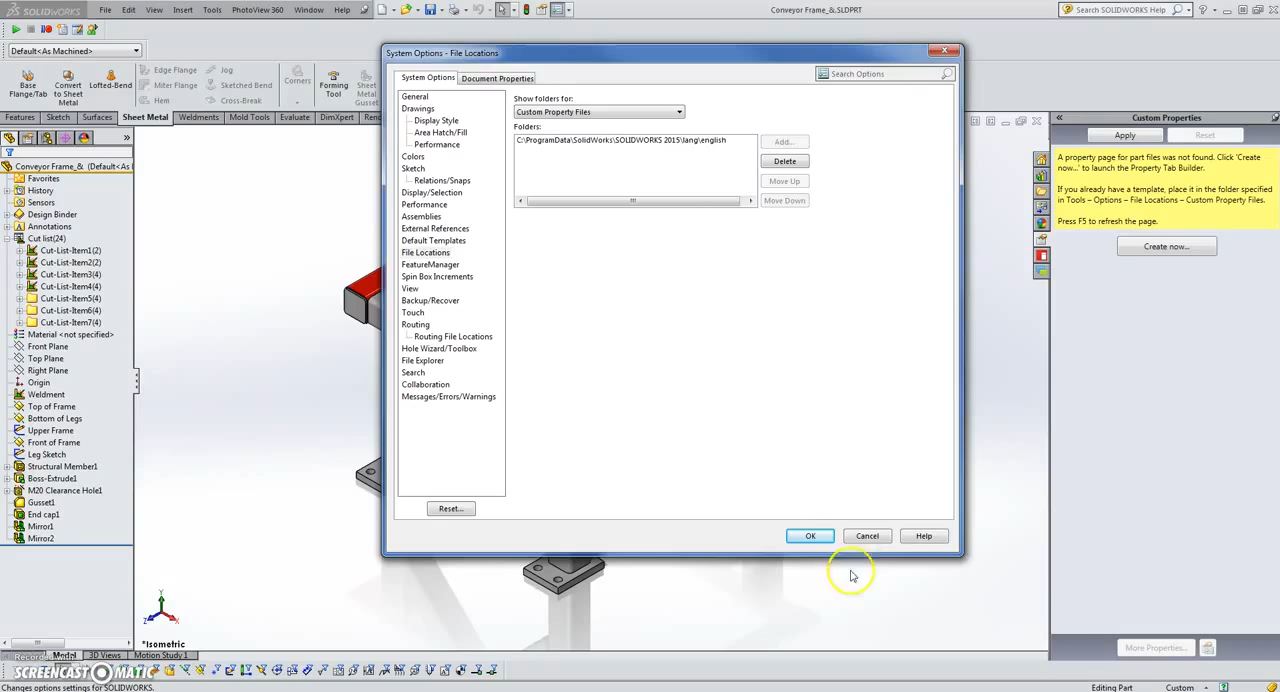 SOLIDWORKS
File Edit View Insert Tools PhotoView 360 Window Help
Conveyor Frame_&.SLDPRT
Search SOLIDWORKS Help
Default<As Machined>
Base Flange/Tab
Convert to Sheet Metal
Lofted-Bend
Edge Flange
Miter Flange
Hem
Jog
Sketched Bend
Cross-Break
Corners
Forming Tool
Sheet Metal Gusset
Features Sketch Surfaces Sheet Metal Weldments Mold Tools Evaluate DimXpert
Conveyor Frame_& (Default<As Ma
Favorites
History
Sensors
Design Binder
Annotations
Cut list(24)
Cut-List-Item1(2)
Cut-List-Item2(2)
Cut-List-Item3(4)
Cut-List-Item4(4)
Cut-List-Item5(4)
Cut-List-Item6(4)
Cut-List-Item7(4)
Material <not specified>
Front Plane
Top Plane
Right Plane
Origin
Weldment
Top of Frame
Bottom of Legs
Upper Frame
Front of Frame
Leg Sketch
Structural Member1
Boss-Extrude1
M20 Clearance Hole1
Gusset1
End cap1
Mirror1
Mirror2
System Options - File Locations
System Options Document Properties
Search Options
General
Drawings
Display Style
Area Hatch/Fill
Performance
Colors
Sketch
Relations/Snaps
Display/Selection
Performance
Assemblies
External References
Default Templates
File Locations
FeatureManager
Spin Box Increments
View
Backup/Recover
Touch
Routing
Routing File Locations
Hole Wizard/Toolbox
File Explorer
Search
Collaboration
Messages/Errors/Warnings
Reset...
Show folders for:
Custom Property Files
Folders:
C:\ProgramData\SolidWorks\SOLIDWORKS 2015\lang\english
Add...
Delete
Move Up
Move Down
OK Cancel Help
Custom Properties
Apply Reset
A property page for part files was not found. Click 'Create
now...' to launch the Property Tab Builder.
If you already have a template, place it in the folder specified
in Tools – Options – File Locations – Custom Property Files.
Press F5 to refresh the page.
Create now...
More Properties...
Y
X
Z
*Isometric
Model 3D Views Motion Study 1
SCREENCAST MATIC
Changes options settings for SOLIDWORKS.
Editing Part Custom